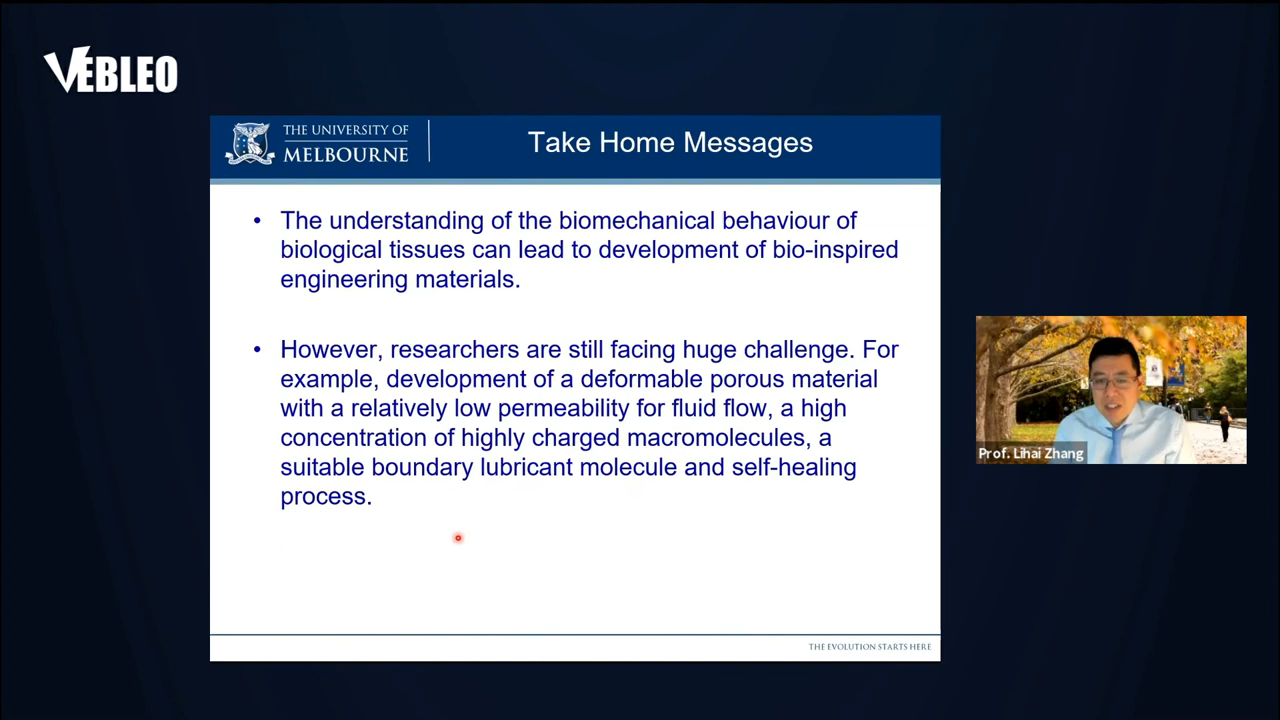 VEBLEO
THE UNIVERSITY OF
MELBOURNE
Take Home Messages
• The understanding of the biomechanical behaviour of
biological tissues can lead to development of bio-inspired
engineering materials.
• However, researchers are still facing huge challenge. For
example, development of a deformable porous material
with a relatively low permeability for fluid flow, a high
concentration of highly charged macromolecules, a
suitable boundary lubricant molecule and self-healing
process.
Prof. Lihai Zhang
THE EVOLUTION STARTS HERE